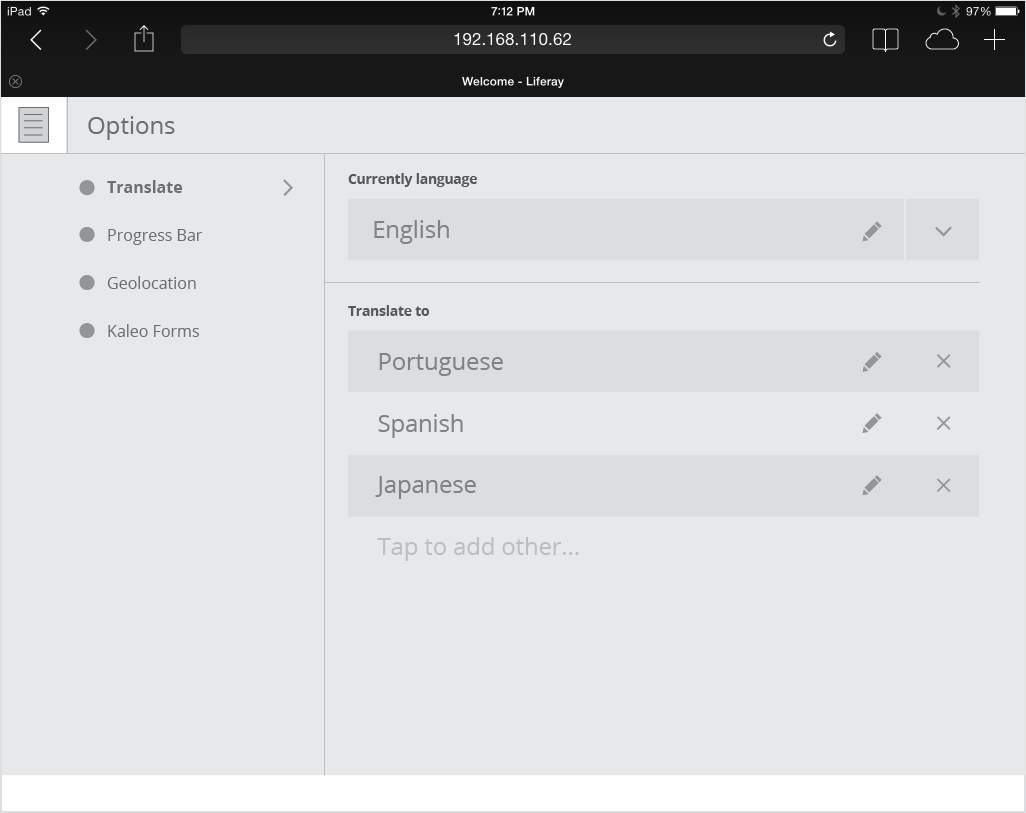 iPad 7:12 PM 97%
192.168.110.62
Welcome - Liferay
Options
Translate
Progress Bar
Geolocation
Kaleo Forms
Currently language
English
Translate to
Portuguese
Spanish
Japanese
Tap to add other...